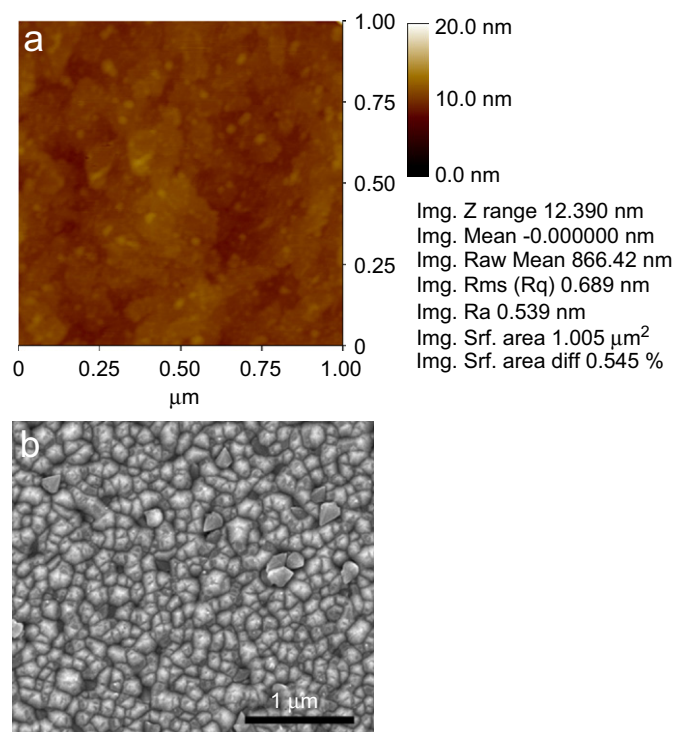 a
1.00
0.75
0.50
0.25
0
0 0.25 0.50 0.75 1.00
μm
20.0 nm
10.0 nm
0.0 nm
Img. Z range 12.390 nm
Img. Mean -0.000000 nm
Img. Raw Mean 866.42 nm
Img. Rms (Rq) 0.689 nm
Img. Ra 0.539 nm
Img. Srf. area 1.005 μm²
Img. Srf. area diff 0.545 %
b
1 μm